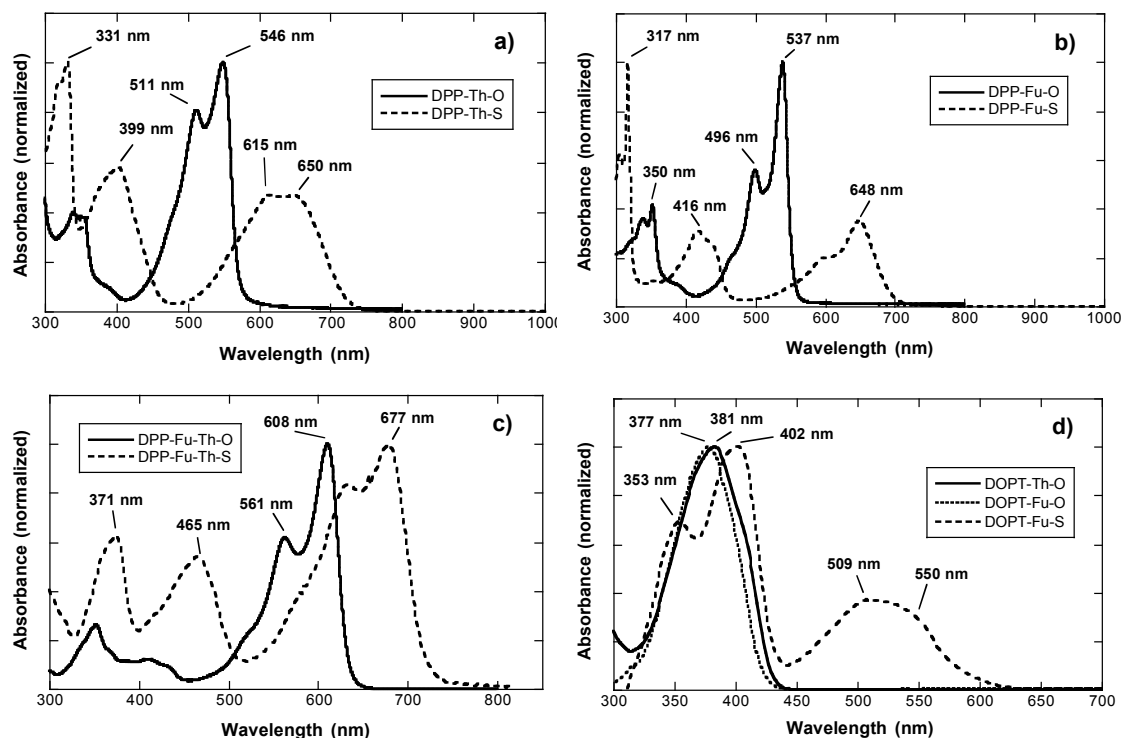 a)
331 nm
546 nm
511 nm
399 nm
615 nm
650 nm
DPP-Th-O
DPP-Th-S
Absorbance (normalized)
300 400 500 600 700 800 900 1000
Wavelength (nm)
b)
317 nm
537 nm
496 nm
350 nm
416 nm
648 nm
DPP-Fu-O
DPP-Fu-S
Absorbance (normalized)
300 400 500 600 700 800 900 1000
Wavelength (nm)
c)
608 nm
677 nm
371 nm
465 nm
561 nm
DPP-Fu-Th-O
DPP-Fu-Th-S
Absorbance (normalized)
300 400 500 600 700 800
Wavelength (nm)
d)
377 nm
381 nm
402 nm
353 nm
509 nm
550 nm
DOPT-Th-O
DOPT-Fu-O
DOPT-Fu-S
Absorbance (normalized)
300 350 400 450 500 550 600 650 700
Wavelength (nm)